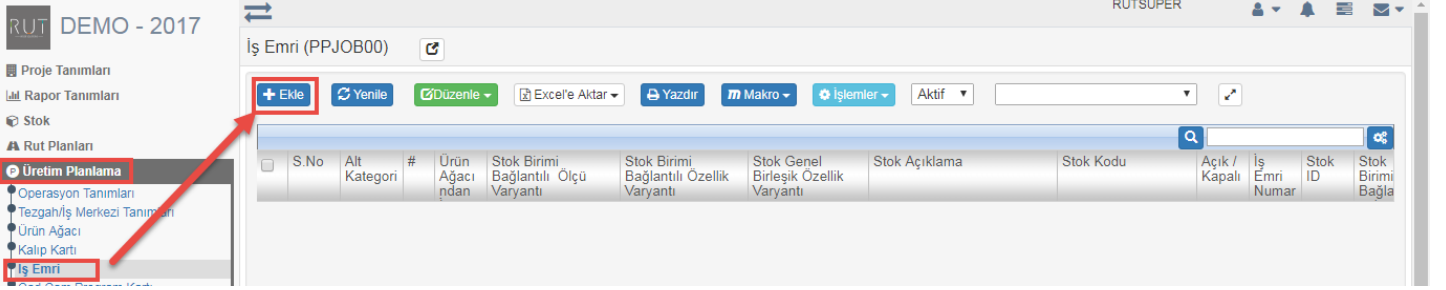 RUT DEMO - 2017
RUTSUPER
İş Emri (PPJOB00)
Proje Tanımları
Rapor Tanımları
Stok
Rut Planları
Üretim Planlama
Operasyon Tanımları
Tezgah/İş Merkezi Tanımları
Ürün Ağacı
Kalıp Kartı
İş Emri
Ekle Yenile Düzenle Excel'e Aktar Yazdır m Makro İşlemler Aktif
S.No Alt Kategori # Ürün Ağacı ndan Stok Birimi Bağlantılı Ölçü Varyantı Stok Birimi Bağlantılı Özellik Varyantı Stok Genel Birleşik Özellik Varyantı Stok Açıklama Stok Kodu Açık / Kapalı İş Emri Numar Stok ID Stok Birimi Bağla